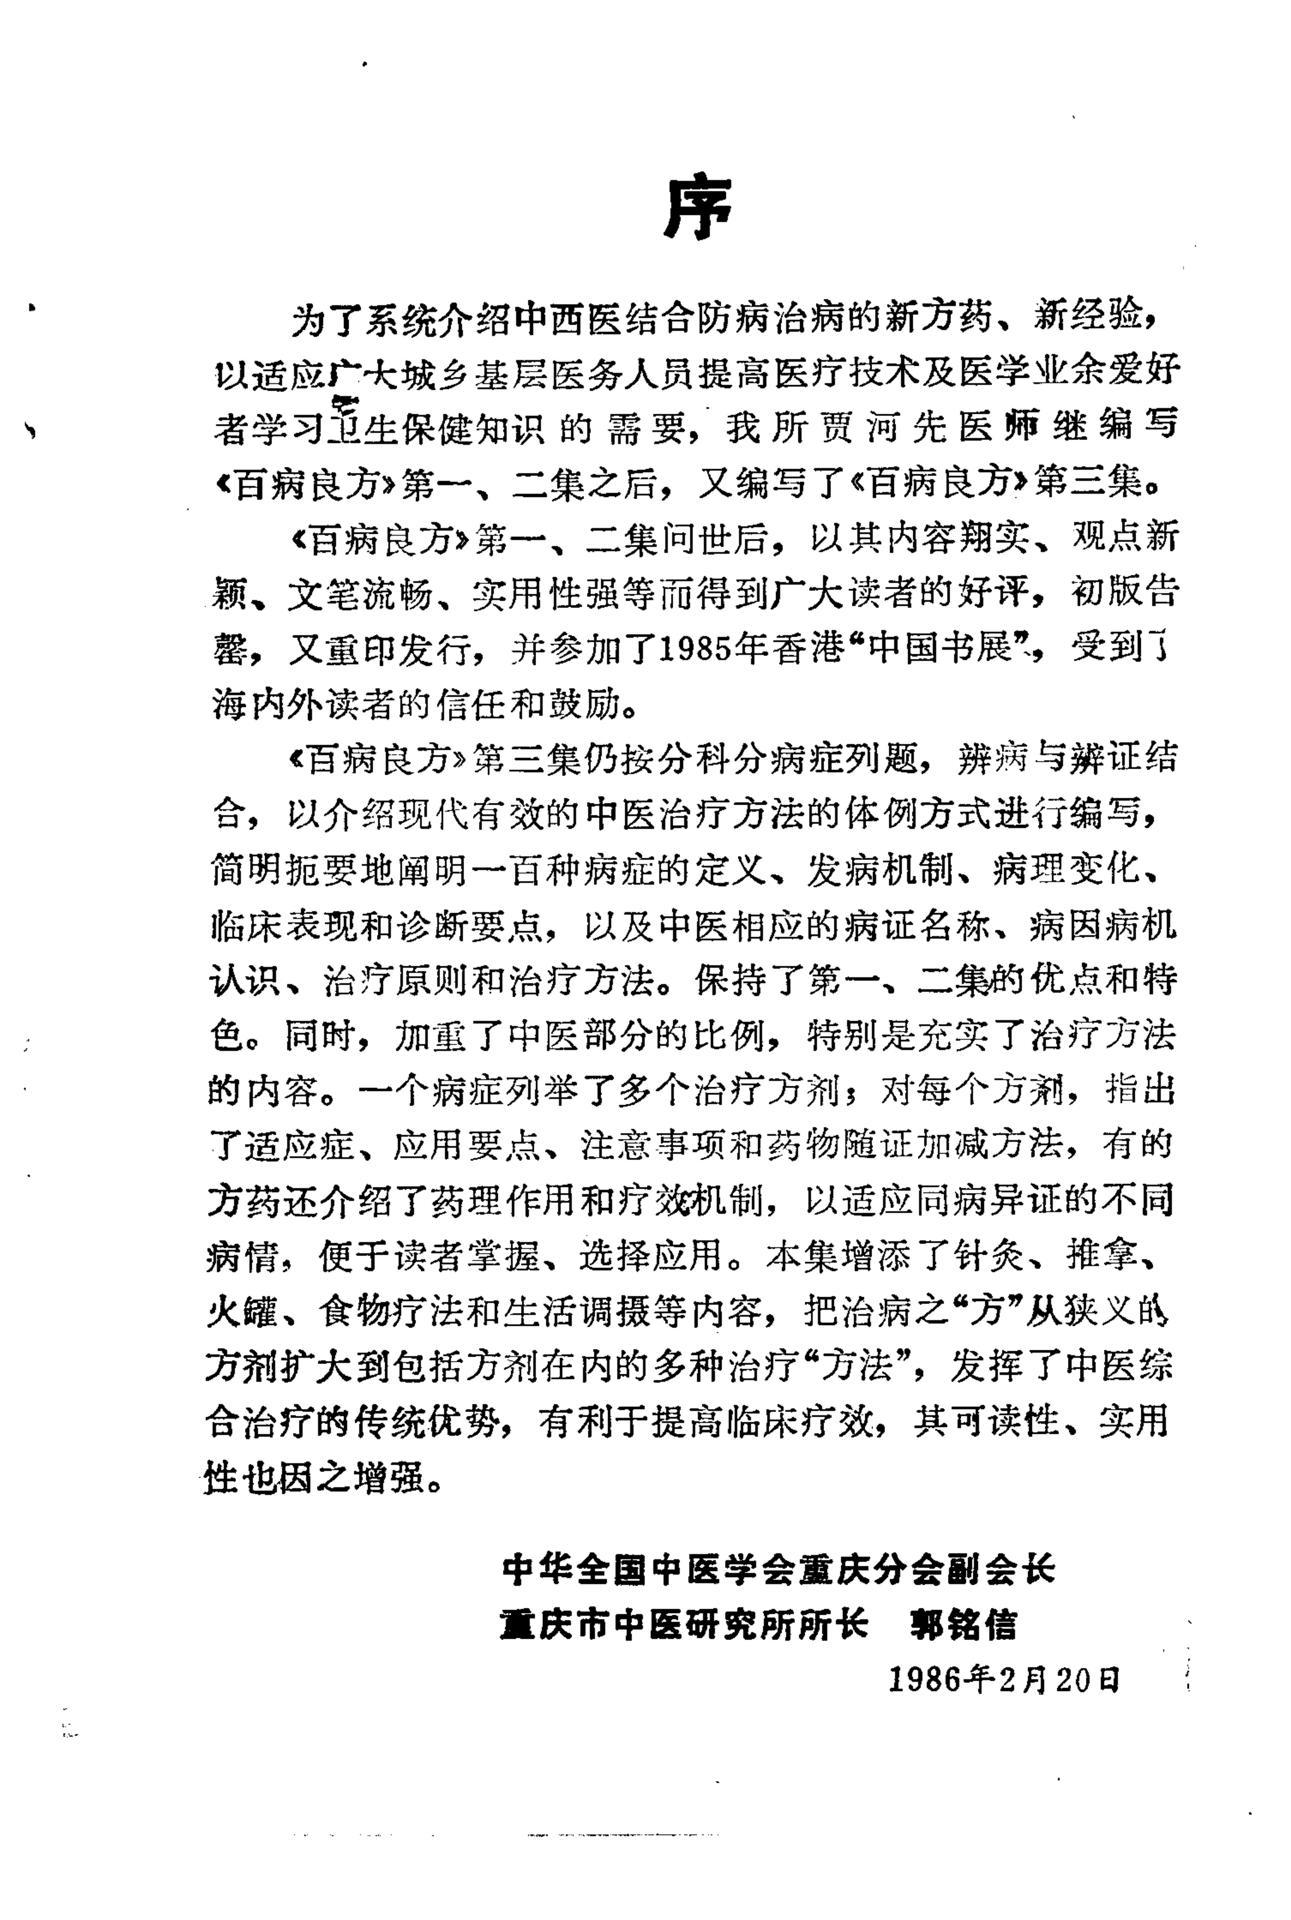 序
为了系统介绍中西医结合防病治病的新方药、新经验，
以适应广大城乡基层医务人员提高医疗技术及医学业余爱好
者学习卫生保健知识的需要，我所贾河先医师继编写
《百病良方》第一、二集之后，又编写了《百病良方》第三集。
《百病良方》第一、二集问世后，以其内容翔实、观点新
颖、文笔流畅、实用性强等而得到广大读者的好评，初版告
罄，又重印发行，并参加了1985年香港“中国书展”，受到了
海内外读者的信任和鼓励。
《百病良方》第三集仍按分科分病症列题，辨病与辨证结
合，以介绍现代有效的中医治疗方法的体例方式进行编写，
简明扼要地阐明一百种病症的定义、发病机制、病理变化、
临床表现和诊断要点，以及中医相应的病证名称、病因病机
认识、治疗原则和治疗方法。保持了第一、二集的优点和特
色。同时，加重了中医部分的比例，特别是充实了治疗方法
的内容。一个病症列举了多个治疗方剂；对每个方剂，指出
了适应症、应用要点、注意事项和药物随证加减方法，有的
方药还介绍了药理作用和疗效机制，以适应同病异证的不同
病情，便于读者掌握、选择应用。本集增添了针灸、推拿、
火罐、食物疗法和生活调摄等内容，把治病之“方”从狭义的
方剂扩大到包括方剂在内的多种治疗“方法”，发挥了中医综
合治疗的传统优势，有利于提高临床疗效，其可读性、实用
性也因之增强。
中华全国中医学会重庆分会副会长
重庆市中医研究所所长 郭铭信
1986年2月20日